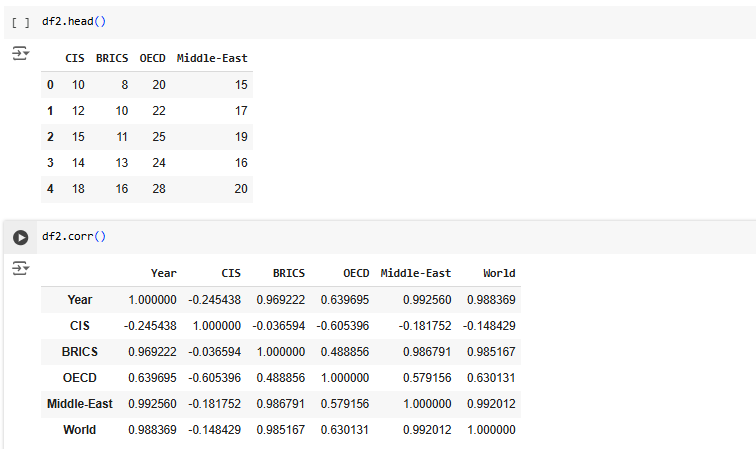 [ ] df2.head()
CIS BRICS OECD Middle-East
0 10 8 20 15
1 12 10 22 17
2 15 11 25 19
3 14 13 24 16
4 18 16 28 20
df2.corr()
Year CIS BRICS OECD Middle-East World
Year 1.000000 -0.245438 0.969222 0.639695 0.992560 0.988369
CIS -0.245438 1.000000 -0.036594 -0.605396 -0.181752 -0.148429
BRICS 0.969222 -0.036594 1.000000 0.488856 0.986791 0.985167
OECD 0.639695 -0.605396 0.488856 1.000000 0.579156 0.630131
Middle-East 0.992560 -0.181752 0.986791 0.579156 1.000000 0.992012
World 0.988369 -0.148429 0.985167 0.630131 0.992012 1.000000